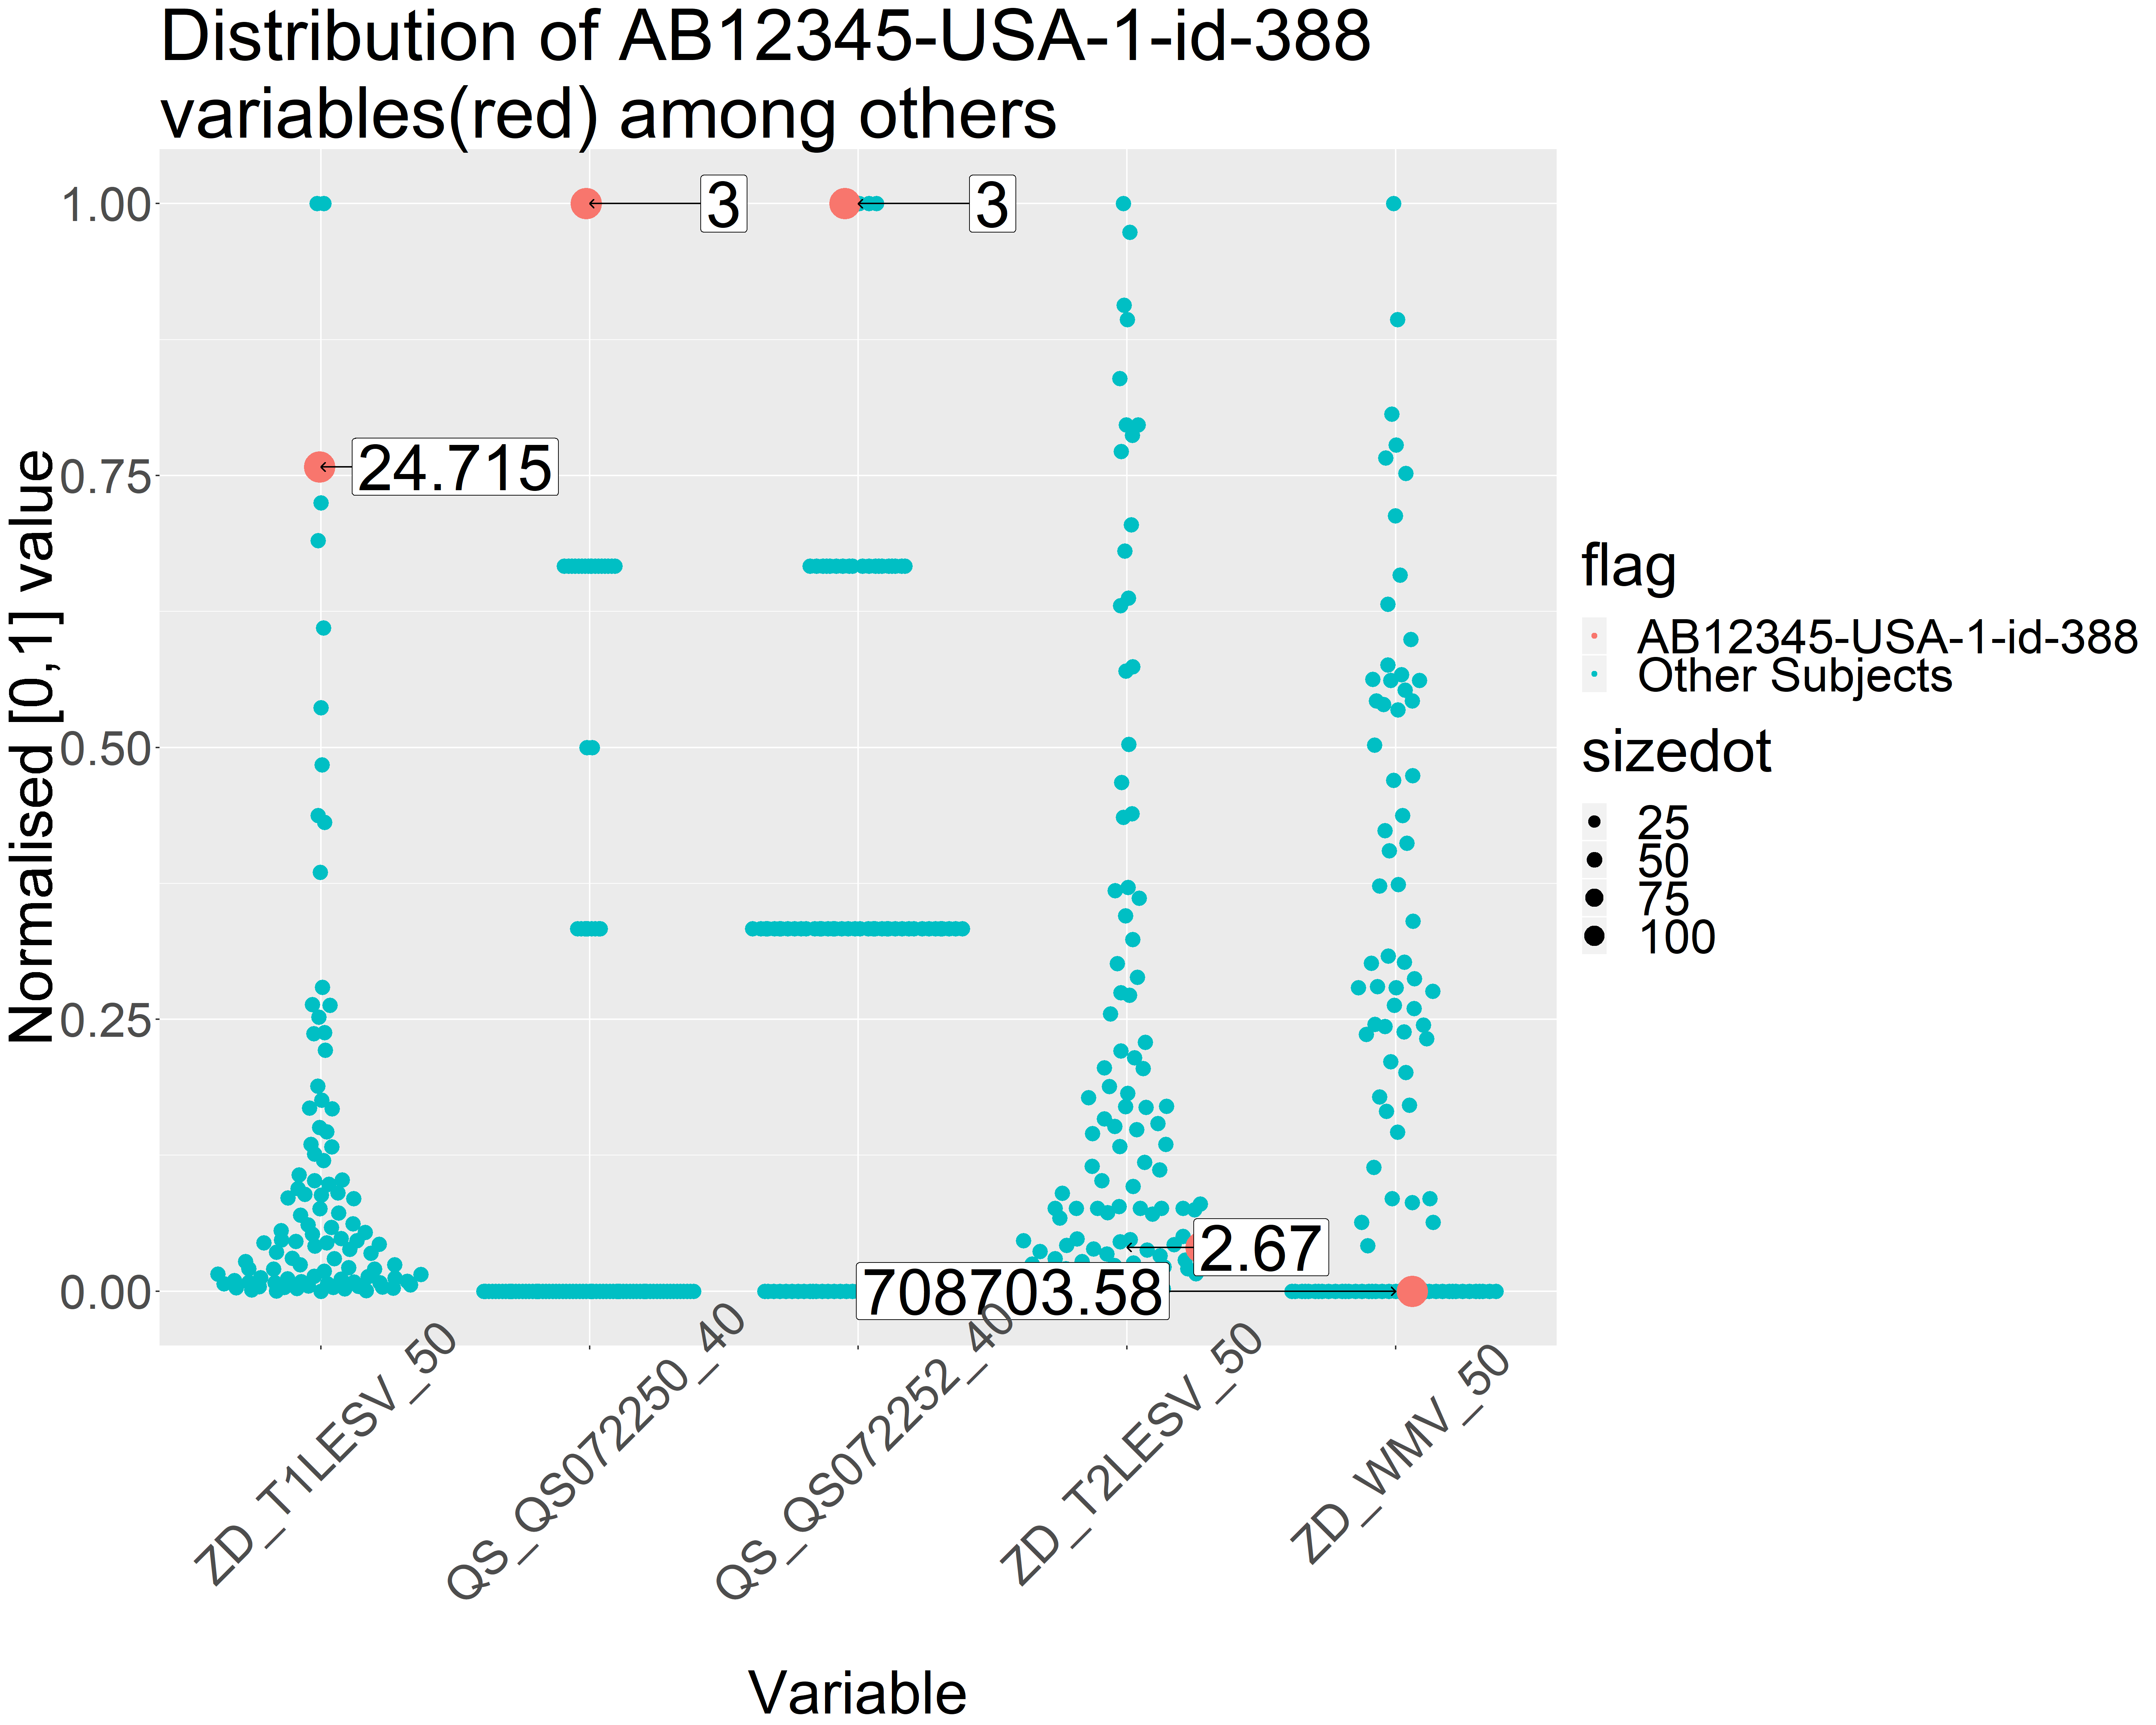 Distribution of AB12345-USA-1-id-388
variables(red) among others
Normalised [0,1] value
1.00
0.75
0.50
0.25
0.00
3
3
24.715
2.67
708703.58
ZD_T1LESV_50
QS_QS072250_40
QS_QS072252_40
ZD_T2LESV_50
ZD_WMV_50
Variable
flag
AB12345-USA-1-id-388
Other Subjects
sizedot
25
50
75
100